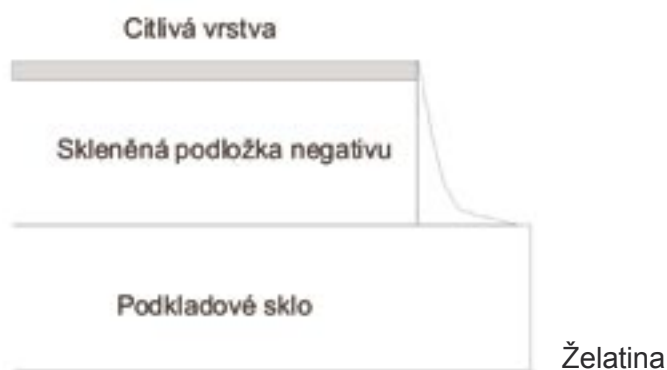 Citlivá vrstva
Skleněná podložka negativu
Podkladové sklo
Želatina